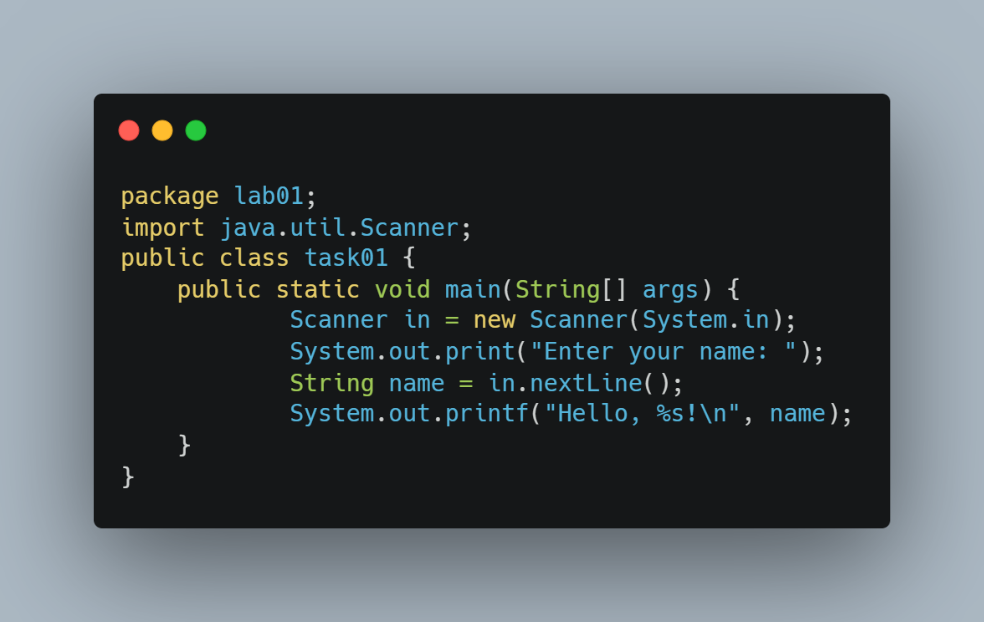 package lab01;
import java.util.Scanner;
public class task01 {
    public static void main(String[] args) {
            Scanner in = new Scanner(System.in);
            System.out.print("Enter your name: ");
            String name = in.nextLine();
            System.out.printf("Hello, %s!\n", name);
    }
}